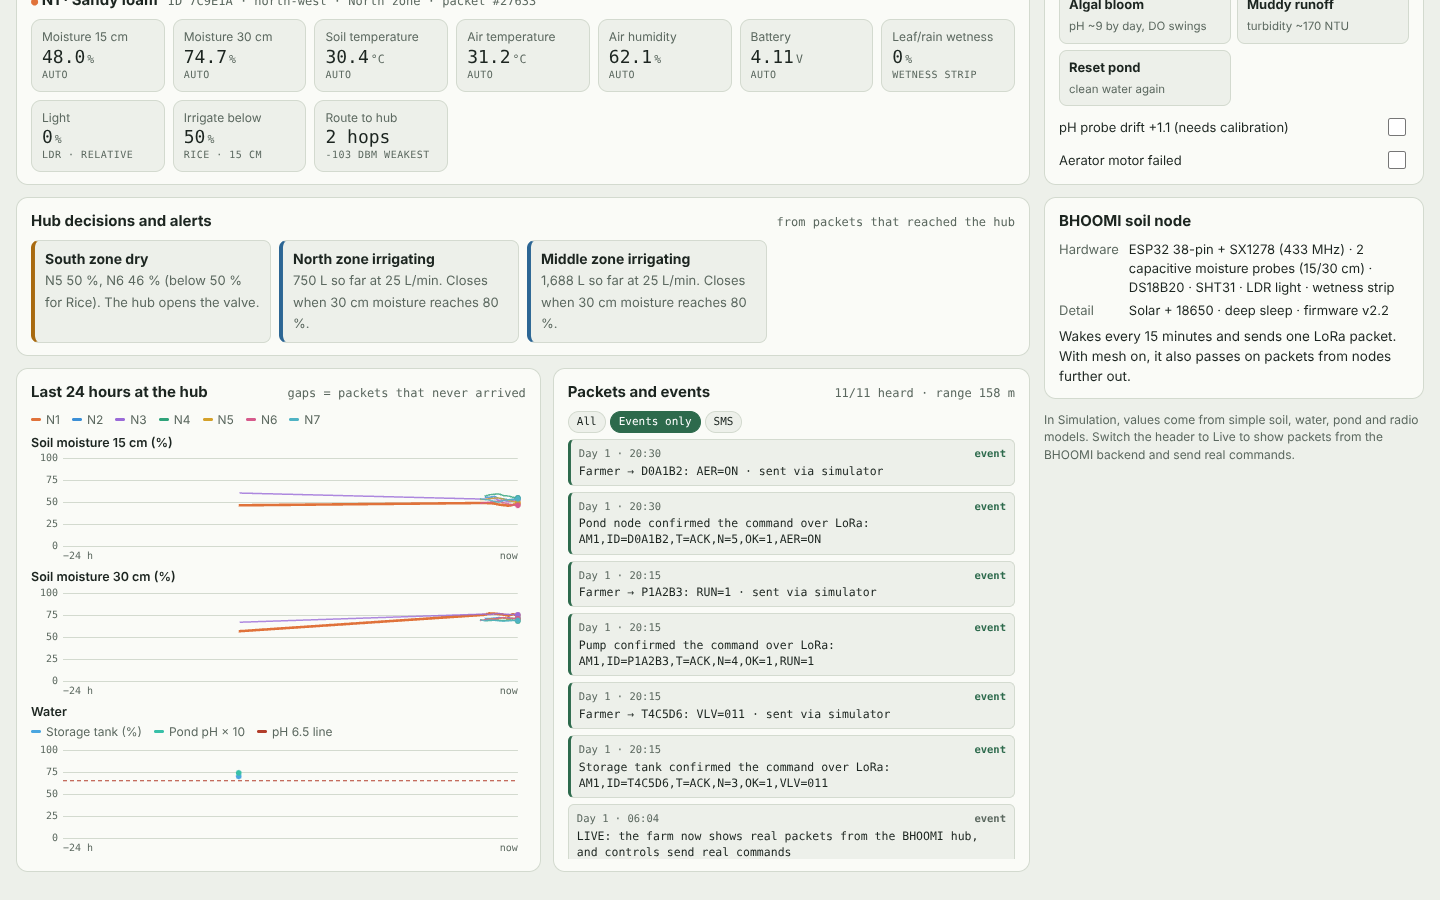 N1 · Sandy loam ID 7C9E1A · north-west · North zone · packet #27633
Moisture 15 cm
48.0%
AUTO
Moisture 30 cm
74.7%
AUTO
Soil temperature
30.4°C
AUTO
Air temperature
31.2°C
AUTO
Air humidity
62.1%
AUTO
Battery
4.11V
AUTO
Leaf/rain wetness
0%
WETNESS STRIP
Light
0%
LDR · RELATIVE
Irrigate below
50%
RICE · 15 CM
Route to hub
2 hops
-103 DBM WEAKEST
Algal bloom
pH ~9 by day, DO swings
Muddy runoff
turbidity ~170 NTU
Reset pond
clean water again
pH probe drift +1.1 (needs calibration)
Aerator motor failed
Hub decisions and alerts
from packets that reached the hub
South zone dry
N5 50 %, N6 46 % (below 50 %
for Rice). The hub opens the valve.
North zone irrigating
750 L so far at 25 L/min. Closes
when 30 cm moisture reaches 80
%.
Middle zone irrigating
1,688 L so far at 25 L/min. Closes
when 30 cm moisture reaches 80
%.
BHOOMI soil node
Hardware ESP32 38-pin + SX1278 (433 MHz) · 2
capacitive moisture probes (15/30 cm) ·
DS18B20 · SHT31 · LDR light · wetness strip
Detail Solar + 18650 · deep sleep · firmware v2.2
Wakes every 15 minutes and sends one LoRa packet.
With mesh on, it also passes on packets from nodes
further out.
In Simulation, values come from simple soil, water, pond and radio
models. Switch the header to Live to show packets from the
BHOOMI backend and send real commands.
Last 24 hours at the hub
gaps = packets that never arrived
N1 N2 N3 N4 N5 N6 N7
Soil moisture 15 cm (%)
100
75
50
25
0
−24 h
now
Soil moisture 30 cm (%)
100
75
50
25
0
−24 h
now
Water
Storage tank (%) Pond pH × 10 pH 6.5 line
100
75
50
25
0
−24 h
now
Packets and events
11/11 heard · range 158 m
All Events only SMS
Day 1 · 20:30 event
Farmer → D0A1B2: AER=ON · sent via simulator
Day 1 · 20:30 event
Pond node confirmed the command over LoRa:
AM1,ID=D0A1B2,T=ACK,N=5,OK=1,AER=ON
Day 1 · 20:15 event
Farmer → P1A2B3: RUN=1 · sent via simulator
Day 1 · 20:15 event
Pump confirmed the command over LoRa:
AM1,ID=P1A2B3,T=ACK,N=4,OK=1,RUN=1
Day 1 · 20:15 event
Farmer → T4C5D6: VLV=011 · sent via simulator
Day 1 · 20:15 event
Storage tank confirmed the command over LoRa:
AM1,ID=T4C5D6,T=ACK,N=3,OK=1,VLV=011
Day 1 · 06:04 event
LIVE: the farm now shows real packets from the BHOOMI hub,
and controls send real commands